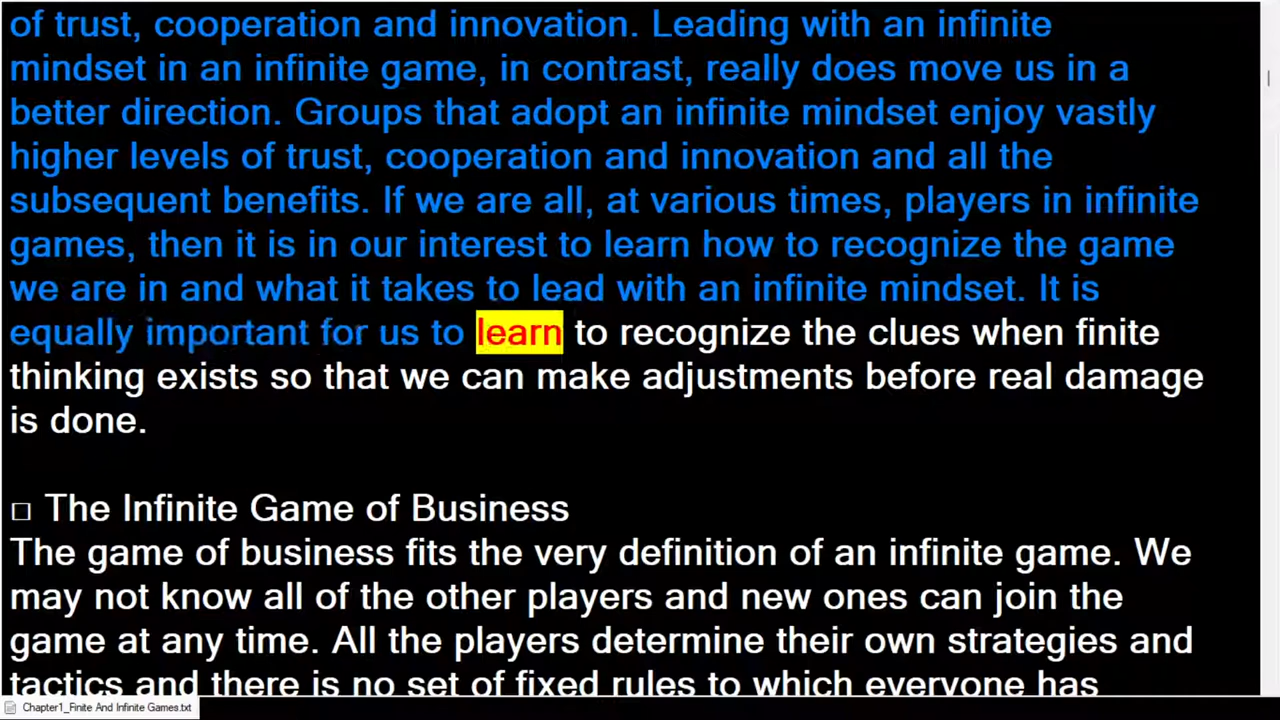 of trust, cooperation and innovation. Leading with an infinite
mindset in an infinite game, in contrast, really does move us in a
better direction. Groups that adopt an infinite mindset enjoy vastly
higher levels of trust, cooperation and innovation and all the
subsequent benefits. If we are all, at various times, players in infinite
games, then it is in our interest to learn how to recognize the game
we are in and what it takes to lead with an infinite mindset. It is
equally important for us to learn to recognize the clues when finite
thinking exists so that we can make adjustments before real damage
is done.
□ The Infinite Game of Business
The game of business fits the very definition of an infinite game. We
may not know all of the other players and new ones can join the
game at any time. All the players determine their own strategies and
tactics and there is no set of fixed rules to which everyone has
Chapter1_Finite And Infinite Games.txt